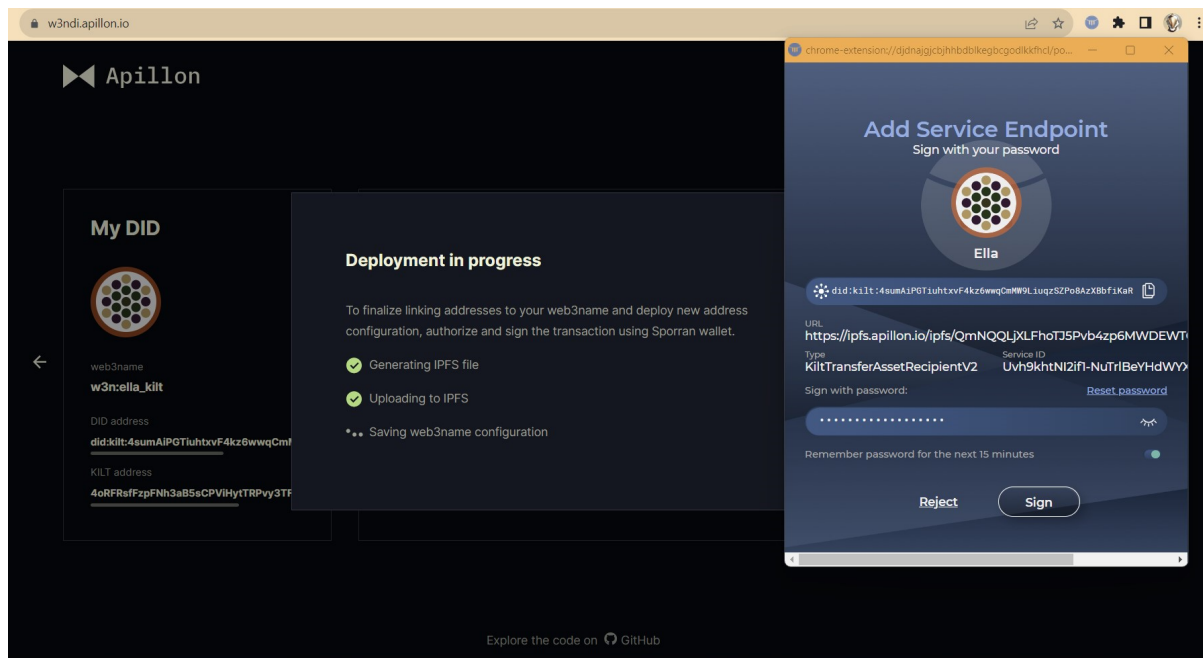 w3ndi.apillon.io
Apillon
My DID
web3name
w3n:ella_kilt
DID address
did:kilt:4sumAiPGTiuhtxvF4kz6wwqCm
KILT address
4oRFRsfFzpFNh3aB5sCPViHytTRPvy3TF
Deployment in progress
To finalize linking addresses to your web3name and deploy new address
configuration, authorize and sign the transaction using Sporran wallet.
Generating IPFS file
Uploading to IPFS
Saving web3name configuration
Explore the code on GitHub
chrome-extension://djdnajgjcbjhhbdblkegbcgodlkkfhcl/po...
Add Service Endpoint
Sign with your password
Ella
did:kilt:4sumAiPGTiuhtxvF4kz6wwqCmMW9LiuqzSZPo8AzXBbfiKaR
URL
https://ipfs.apillon.io/ipfs/QmNQQLjXLFhoTJ5Pvb4zp6MWDEWT
Type Service ID
KiltTransferAssetRecipientV2 Uvh9khtNI2if1-NuTrlBeYHdWYX
Sign with password: Reset password
Remember password for the next 15 minutes
Reject Sign